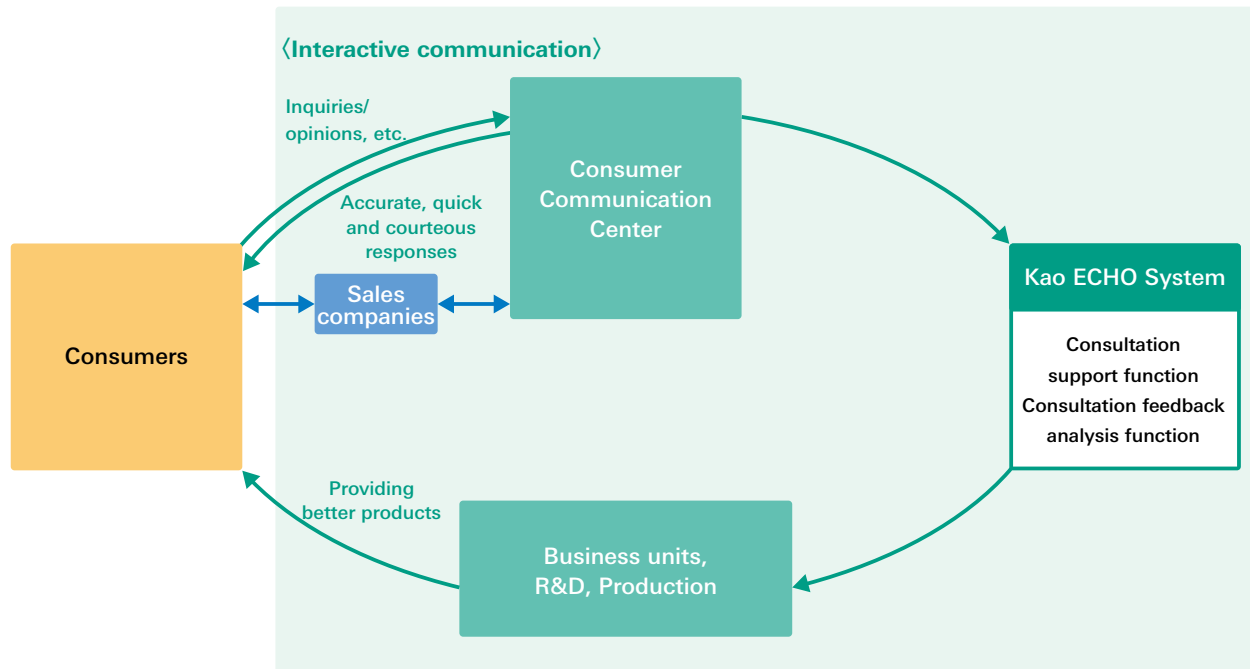 〈Interactive communication〉
Inquiries/
opinions, etc.
Accurate, quick
and courteous
responses
Consumer
Communication
Center
Sales
companies
Consumers
Kao ECHO System
Consultation
support function
Consultation feedback
analysis function
Providing
better products
Business units,
R&D, Production